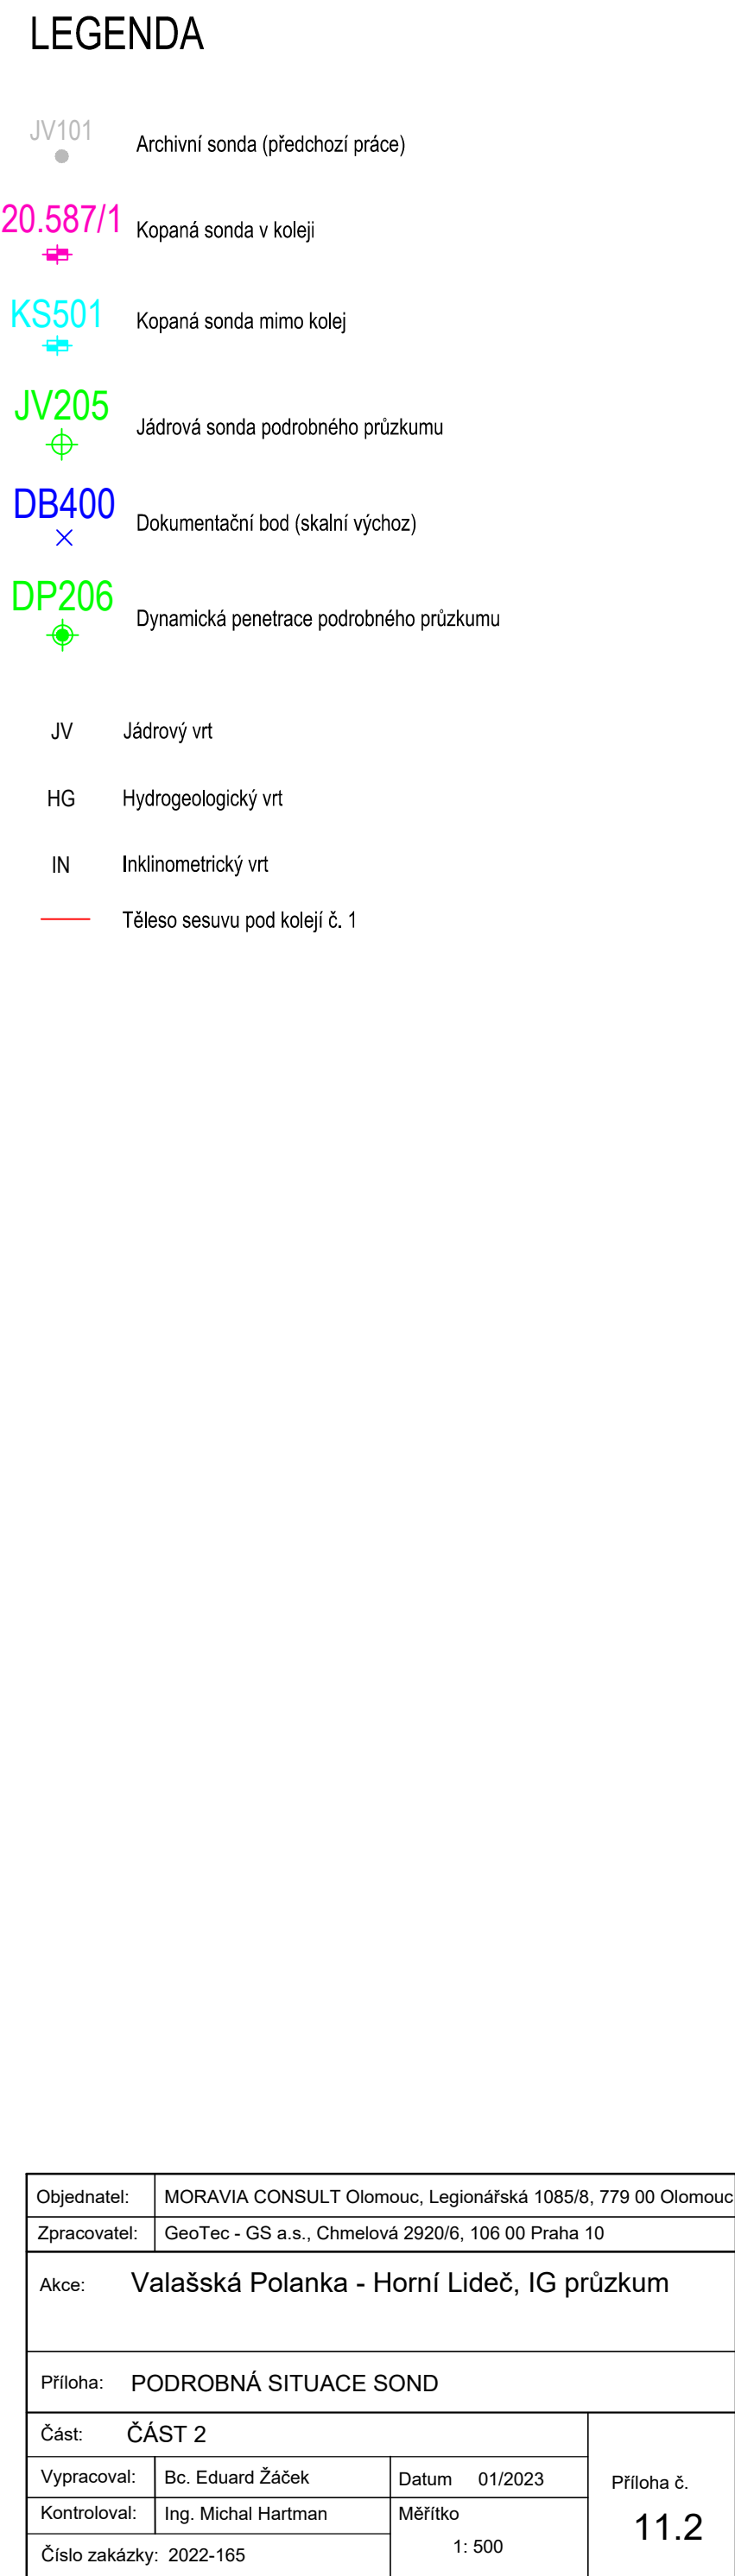 LEGENDA
JV101
Archivní sonda (předchozí práce)
20.587/1
Kopaná sonda v koleji
KS501
Kopaná sonda mimo kolej
JV205
Jádrová sonda podrobného průzkumu
DB400
Dokumentační bod (skalní výchoz)
DP206
Dynamická penetrace podrobného průzkumu
JV Jádrový vrt
HG Hydrogeologický vrt
IN Inklinometrický vrt
Těleso sesuvu pod kolejí č. 1
Objednatel: MORAVIA CONSULT Olomouc, Legionářská 1085/8, 779 00 Olomouc
Zpracovatel: GeoTec - GS a.s., Chmelová 2920/6, 106 00 Praha 10
Akce: Valašská Polanka - Horní Lideč, IG průzkum
Příloha: PODROBNÁ SITUACE SOND
Část: ČÁST 2
Vypracoval: Bc. Eduard Žáček Datum 01/2023
Kontroloval: Ing. Michal Hartman Měřítko
1: 500
Číslo zakázky: 2022-165
Příloha č.
11.2